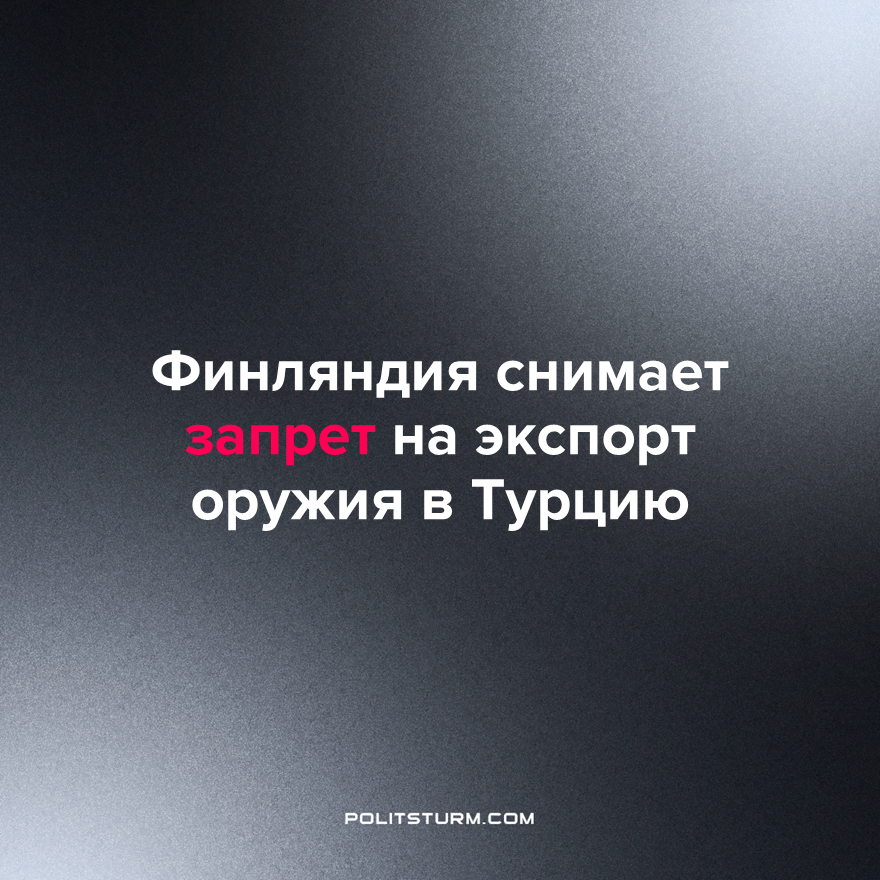 Финляндия снимает
запрет на экспорт
оружия в Турцию
POLITSTURM.COM